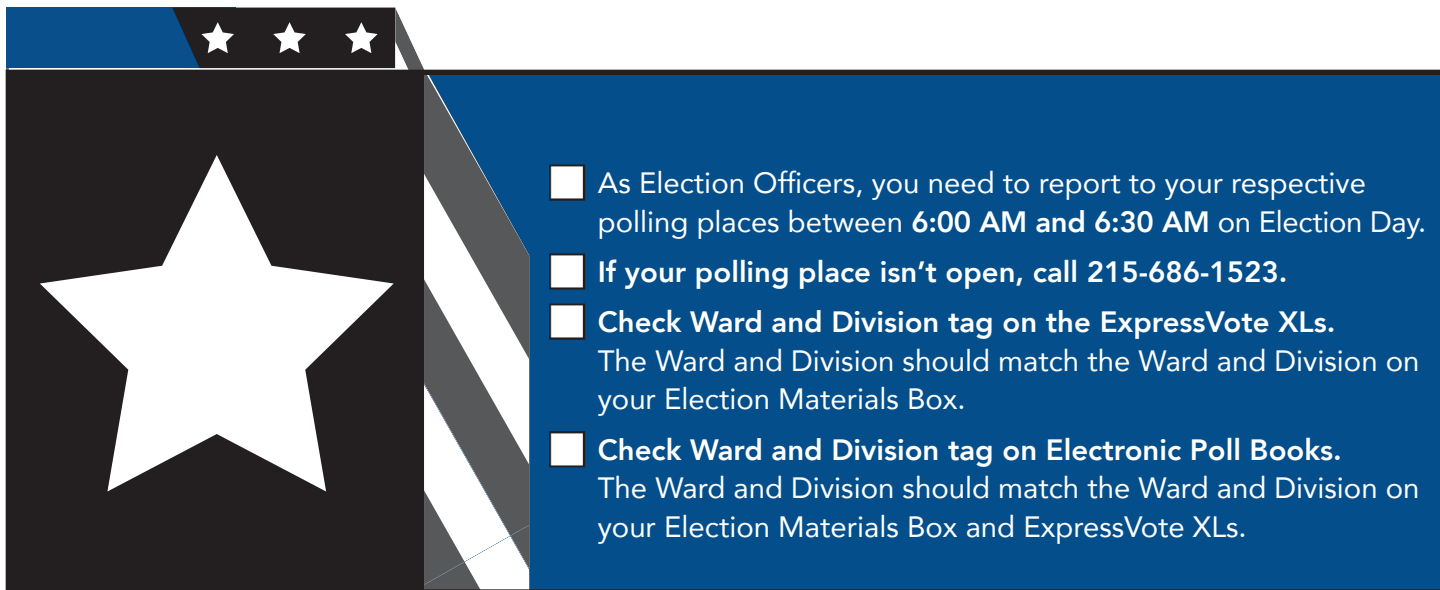 As Election Officers, you need to report to your respective
polling places between 6:00 AM and 6:30 AM on Election Day.
If your polling place isn’t open, call 215-686-1523.
Check Ward and Division tag on the ExpressVote XLs.
The Ward and Division should match the Ward and Division on
your Election Materials Box.
Check Ward and Division tag on Electronic Poll Books.
The Ward and Division should match the Ward and Division on
your Election Materials Box and ExpressVote XLs.